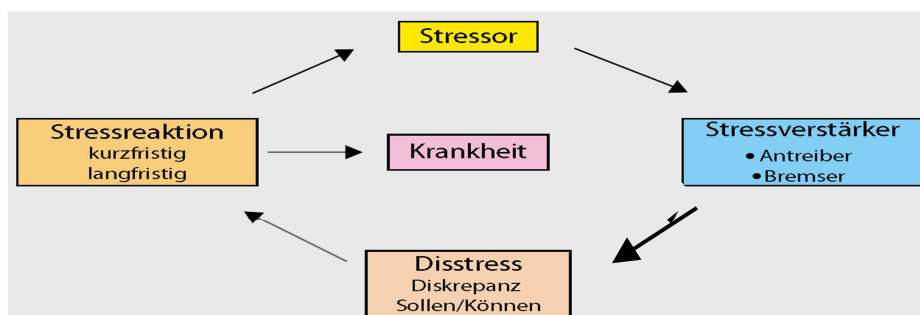 Stressor
Stressreaktion
kurzfristig
langfristig
Krankheit
Stressverstärker
• Antreiber
• Bremser
Disstress
Diskrepanz
Sollen/Können